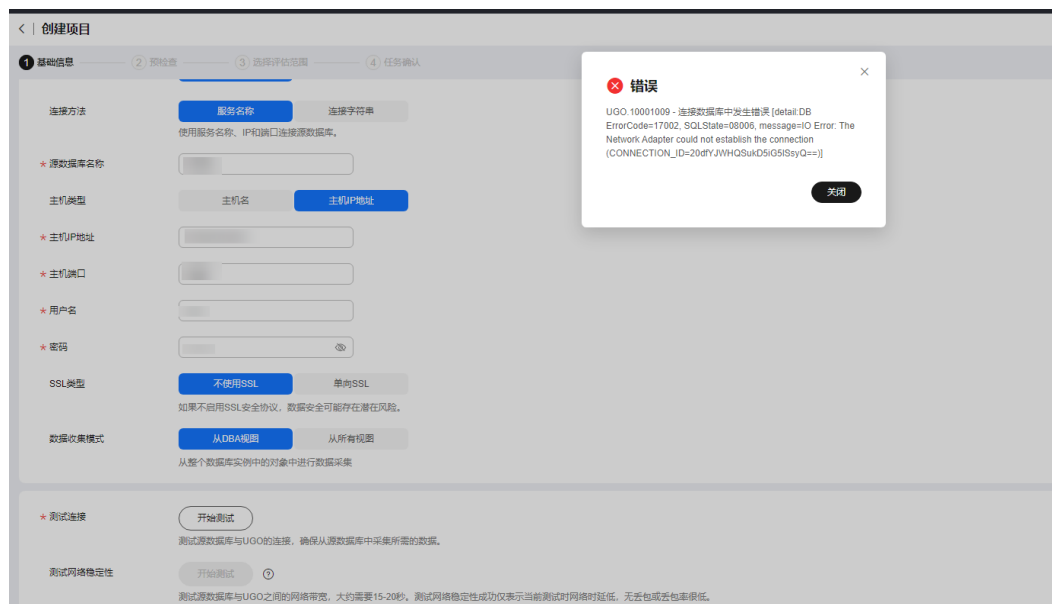 < | 创建项目
1 基础信息 2 预检查 3 选择评估范围 4 任务确认
连接方法 服务名称 连接字符串
使用服务名称、IP和端口连接源数据库。
* 源数据库名称
主机类型 主机名 主机IP地址
* 主机IP地址
* 主机端口
* 用户名
* 密码
SSL类型 不使用SSL 单向SSL
如果不启用SSL安全协议，数据安全可能存在潜在风险。
数据收集模式 从DBA视图 从所有视图
从整个数据库实例中的对象中进行数据采集
* 测试连接 开始测试
测试源数据库与UGO的连接，确保从源数据库中采集所需的数据。
测试网络稳定性 开始测试 ?
测试源数据库与UGO之间的网络带宽，大约需要15-20秒。测试网络稳定性成功仅表示当前测试时网络时延低，无丢包或丢包率很低。
错误
UGO.10001009 - 连接数据库中发生错误 [detail:DB
ErrorCode=17002, SQLState=08006, message=IO Error: The
Network Adapter could not establish the connection
(CONNECTION_ID=20dfYJWHQSukD5iG5ISsyQ==)]
关闭